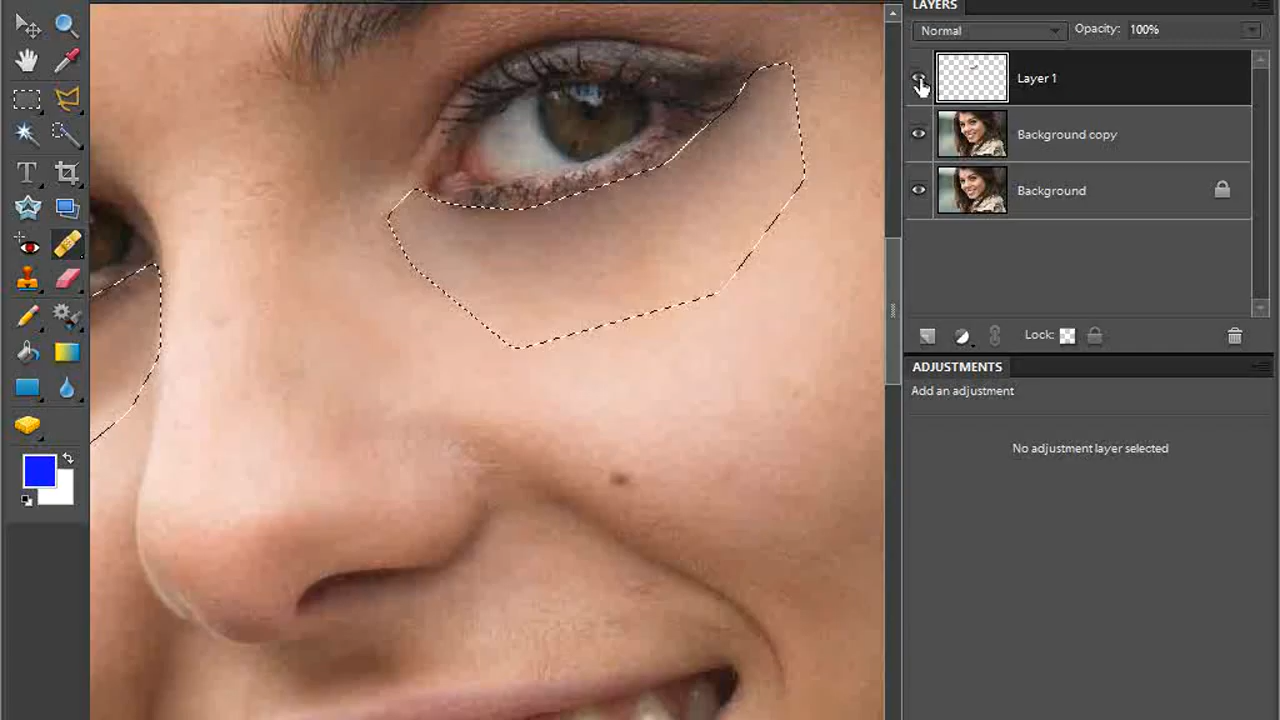 LAYERS
Normal Opacity: 100%
Layer 1
Background copy
Background
Lock:
ADJUSTMENTS
Add an adjustment
No adjustment layer selected
T